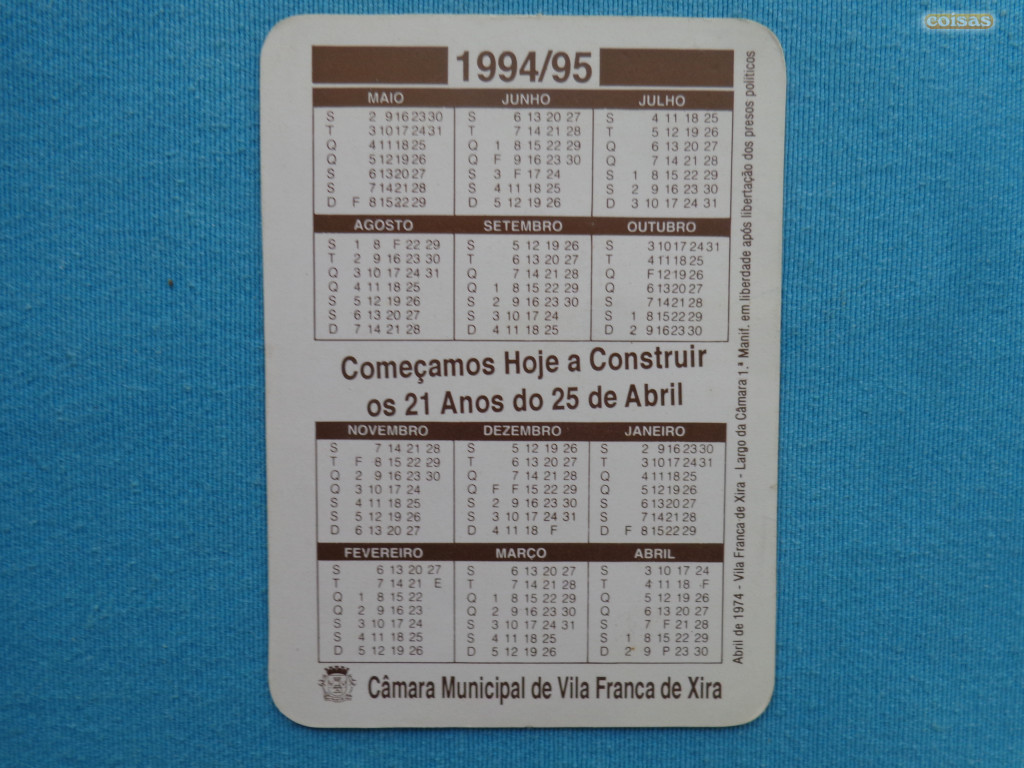 coisas
1994/95
MAIO JUNHO JULHO
S 2 9 16 23 30 S 6 13 20 27 S 4 11 18 25
T 3 10 17 24 31 T 7 14 21 28 T 5 12 19 26
Q 4 11 18 25 Q 1 8 15 22 29 Q 6 13 20 27
Q 5 12 19 26 Q F 9 16 23 30 Q 7 14 21 28
S 6 13 20 27 S 3 F 17 24 S 1 8 15 22 29
S 7 14 21 28 S 4 11 18 25 S 2 9 16 23 30
D F 8 15 22 29 D 5 12 19 26 D 3 10 17 24 31
AGOSTO SETEMBRO OUTUBRO
S 1 8 F 22 29 S 5 12 19 26 S 3 10 17 24 31
T 2 9 16 23 30 T 6 13 20 27 T 4 11 18 25
Q 3 10 17 24 31 Q 7 14 21 28 Q F 12 19 26
Q 4 11 18 25 Q 1 8 15 22 29 Q 6 13 20 27
S 5 12 19 26 S 2 9 16 23 30 S 7 14 21 28
S 6 13 20 27 S 3 10 17 24 S 1 8 15 22 29
D 7 14 21 28 D 4 11 18 25 D 2 9 16 23 30
Começamos Hoje a Construir
os 21 Anos do 25 de Abril
NOVEMBRO DEZEMBRO JANEIRO
S 7 14 21 28 S 5 12 19 26 S 2 9 16 23 30
T F 8 15 22 29 T 6 13 20 27 T 3 10 17 24 31
Q 2 9 16 23 30 Q 7 14 21 28 Q 4 11 18 25
Q 3 10 17 24 Q F F 15 22 29 Q 5 12 19 26
S 4 11 18 25 S 2 9 16 23 30 S 6 13 20 27
S 5 12 19 26 S 3 10 17 24 31 S 7 14 21 28
D 6 13 20 27 D 4 11 18 F D F 8 15 22 29
FEVEREIRO MARÇO ABRIL
S 6 13 20 27 S 6 13 20 27 S 3 10 17 24
T 7 14 21 E T 7 14 21 28 T 4 11 18 F
Q 1 8 15 22 Q 1 8 15 22 29 Q 5 12 19 26
Q 2 9 16 23 Q 2 9 16 23 30 Q 6 13 20 27
S 3 10 17 24 S 3 10 17 24 31 S 7 F 21 28
S 4 11 18 25 S 4 11 18 25 S 1 8 15 22 29
D 5 12 19 26 D 5 12 19 26 D 2 9 P 23 30
Câmara Municipal de Vila Franca de Xira
Abril de 1974 - Vila Franca de Xira - Largo da Câmara 1.ª Manif. em liberdade após libertação dos presos políticos